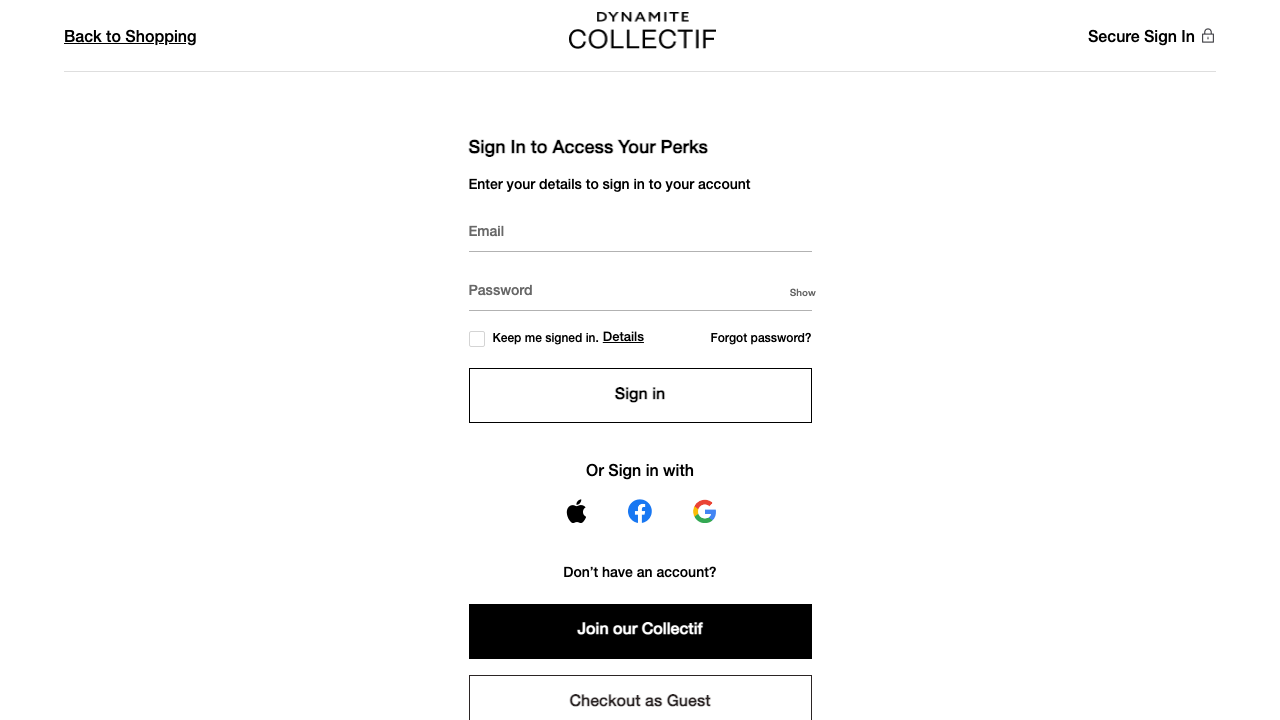 Back to Shopping
DYNAMITE
COLLECTIF
Secure Sign In
Sign In to Access Your Perks
Enter your details to sign in to your account
Email
Password
Show
Keep me signed in. Details
Forgot password?
Sign in
Or Sign in with
Don't have an account?
Join our Collectif
Checkout as Guest